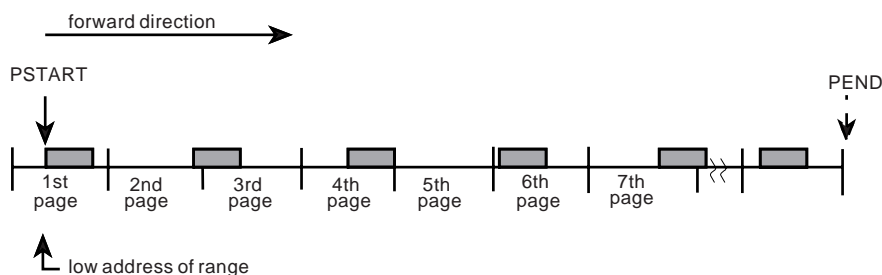 forward direction
PSTART
PEND
1st
page
2nd
page
3rd
page
4th
page
5th
page
6th
page
7th
page
low address of range